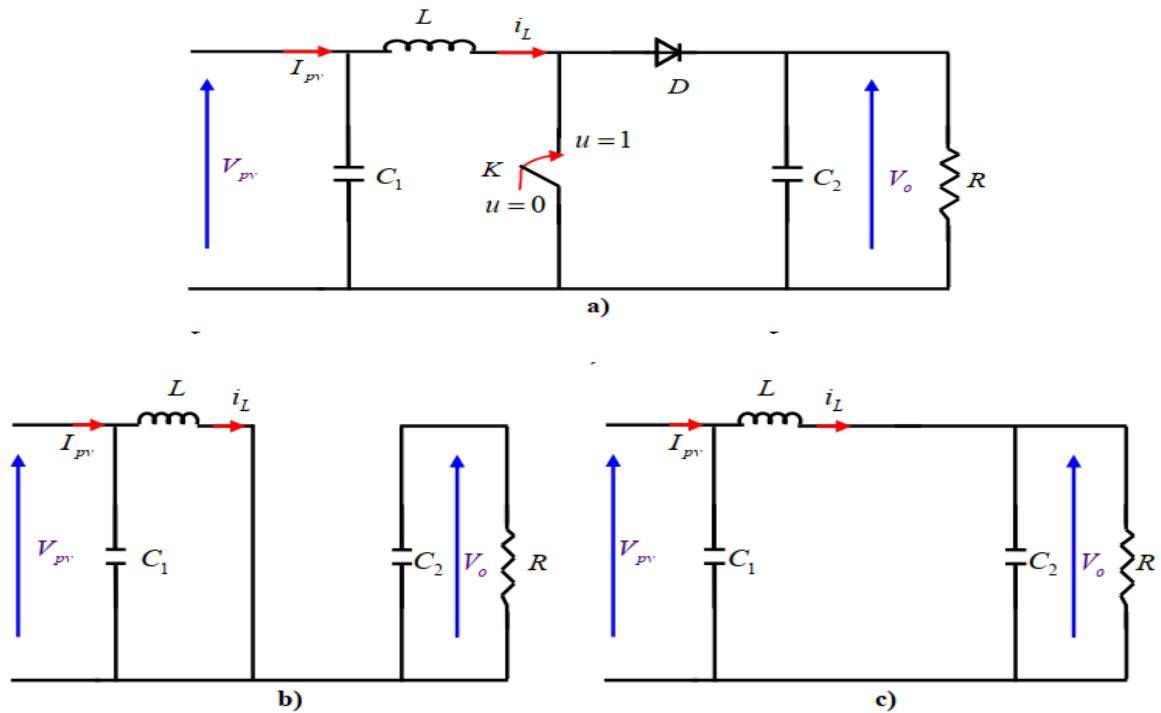 L
i_L
I_pv
D
u = 1
V_pv
C_1
K
C_2
V_o
R
u = 0
a)
L
i_L
I_pv
V_pv
C_1
C_2
V_o
R
b)
L
i_L
I_pv
V_pv
C_1
C_2
V_o
R
c)